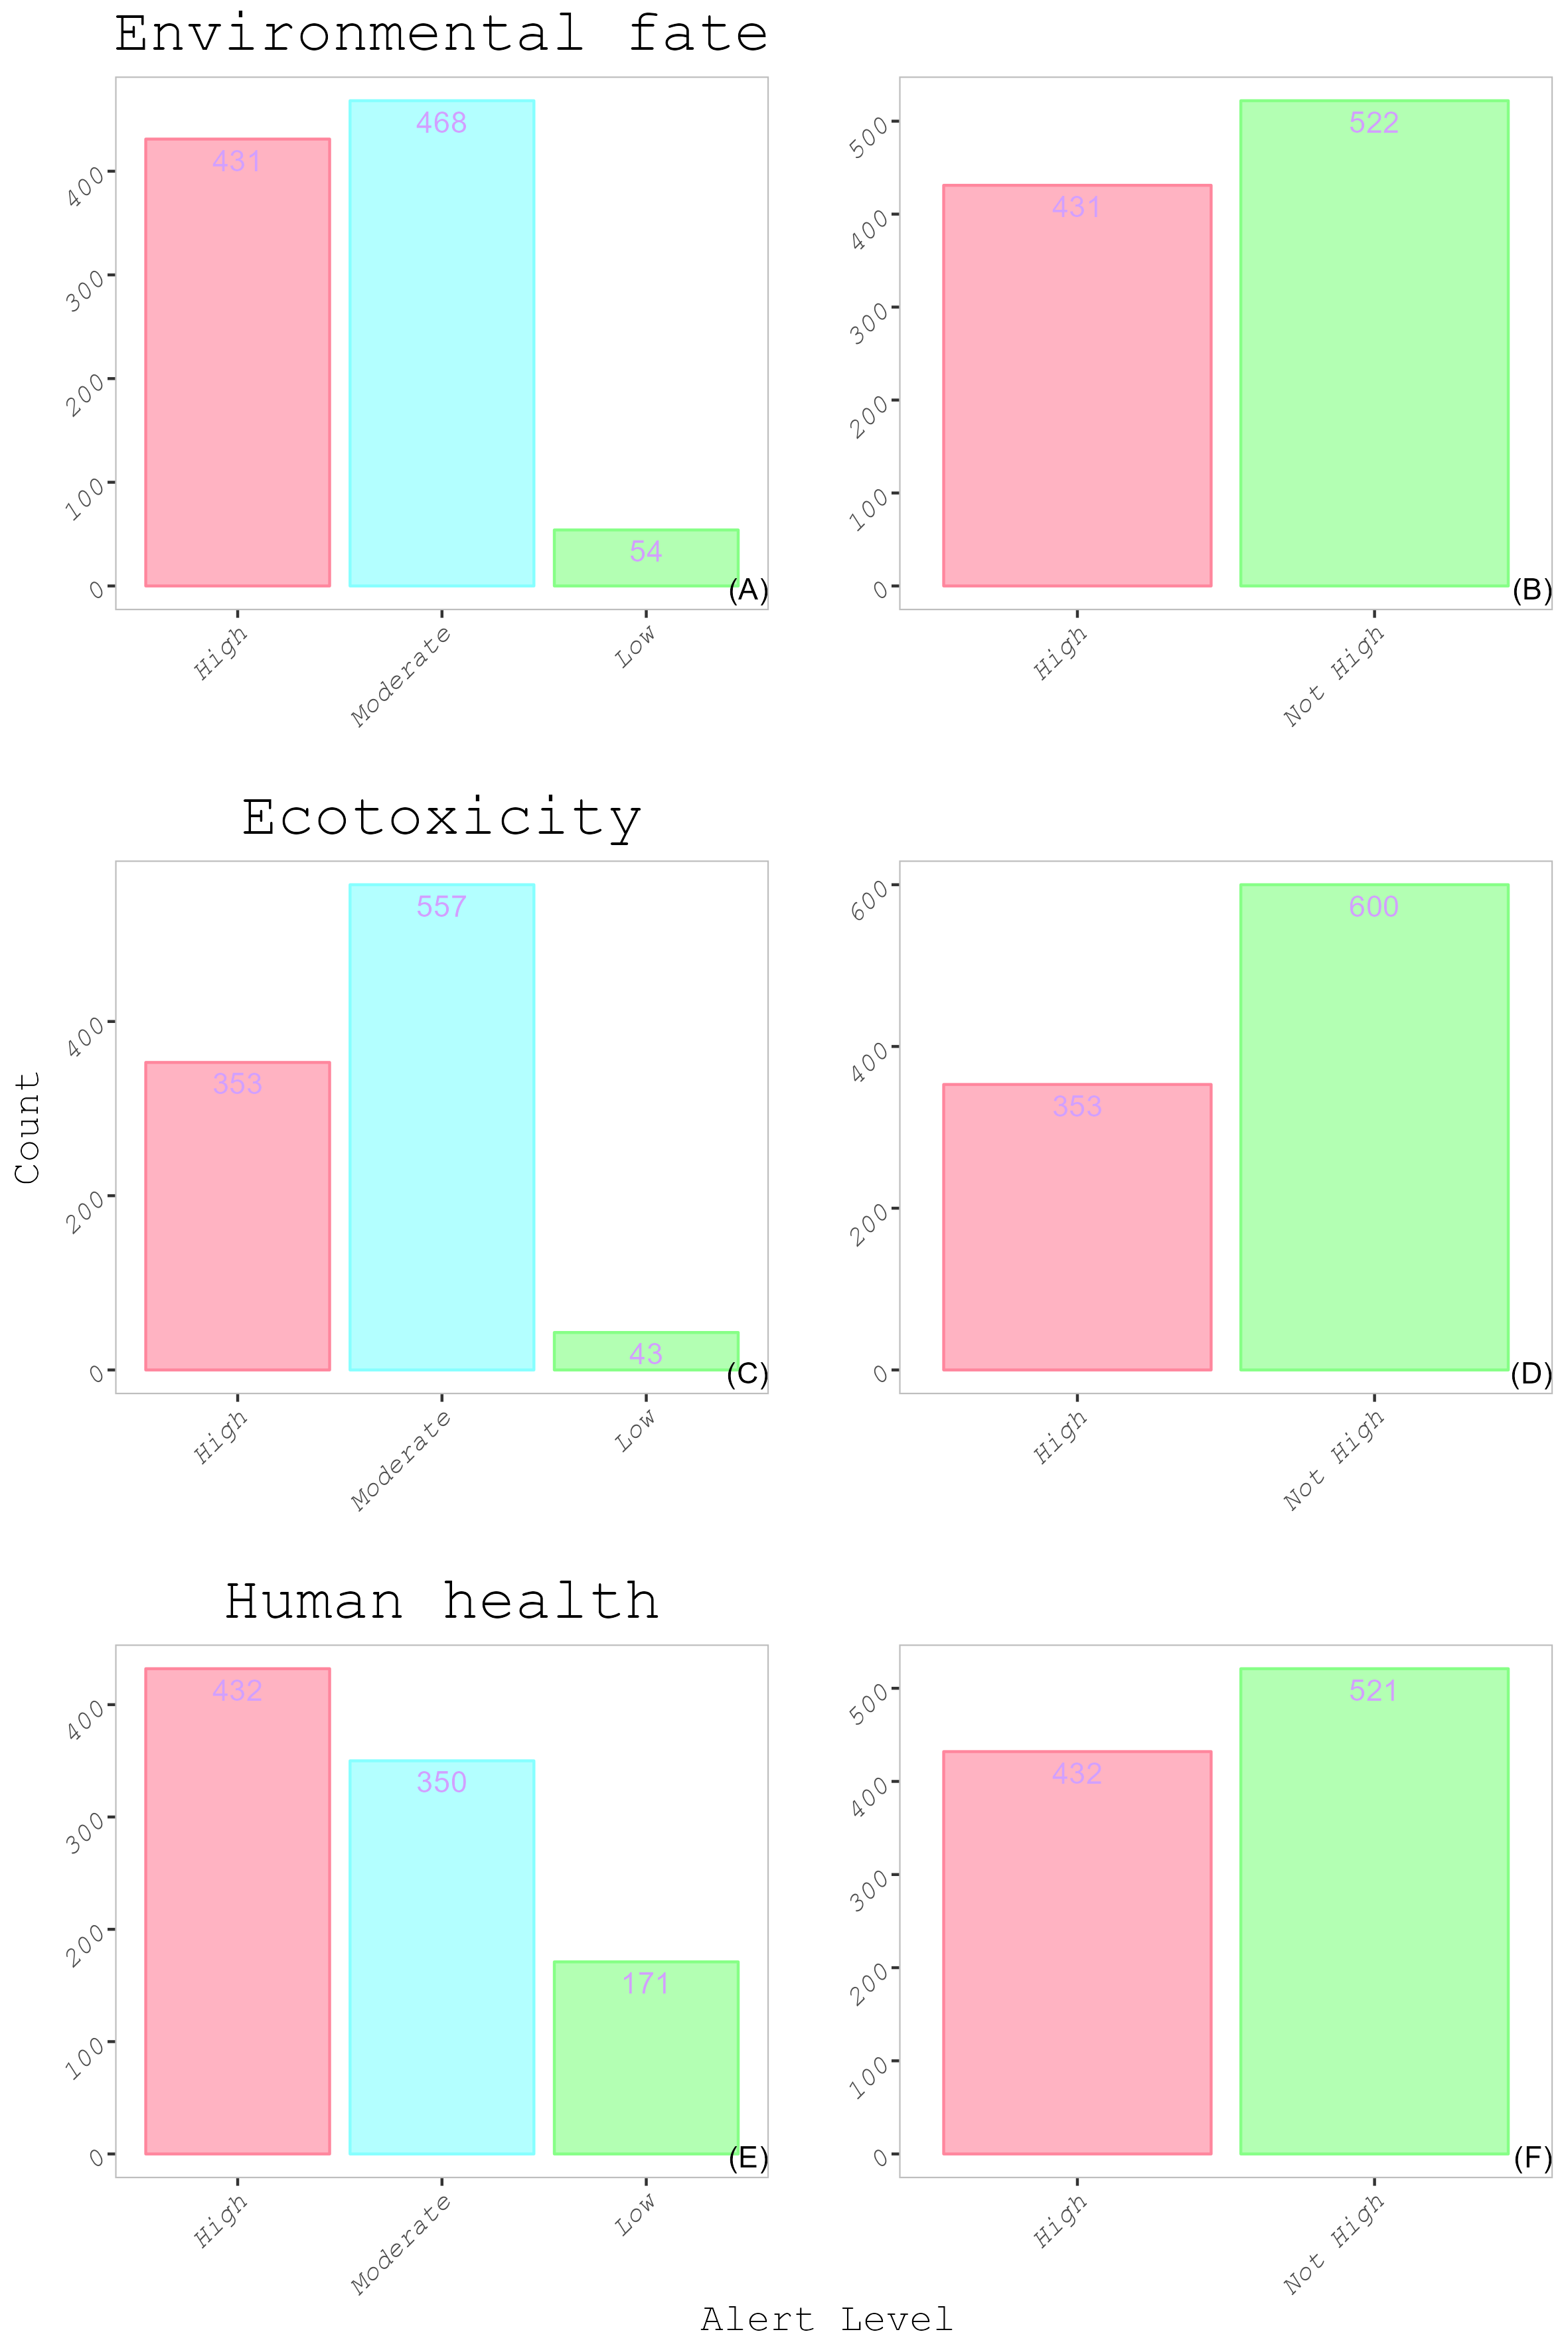 Environmental fate
400
300
200
100
0
431
468
54
(A)
High
Moderate
Low
500
400
300
200
100
0
431
522
(B)
High
Not High
Ecotoxicity
400
200
0
353
557
43
(C)
High
Moderate
Low
600
400
200
0
353
600
(D)
High
Not High
Count
Human health
400
300
200
100
0
432
350
171
(E)
High
Moderate
Low
500
400
300
200
100
0
432
521
(F)
High
Not High
Alert Level